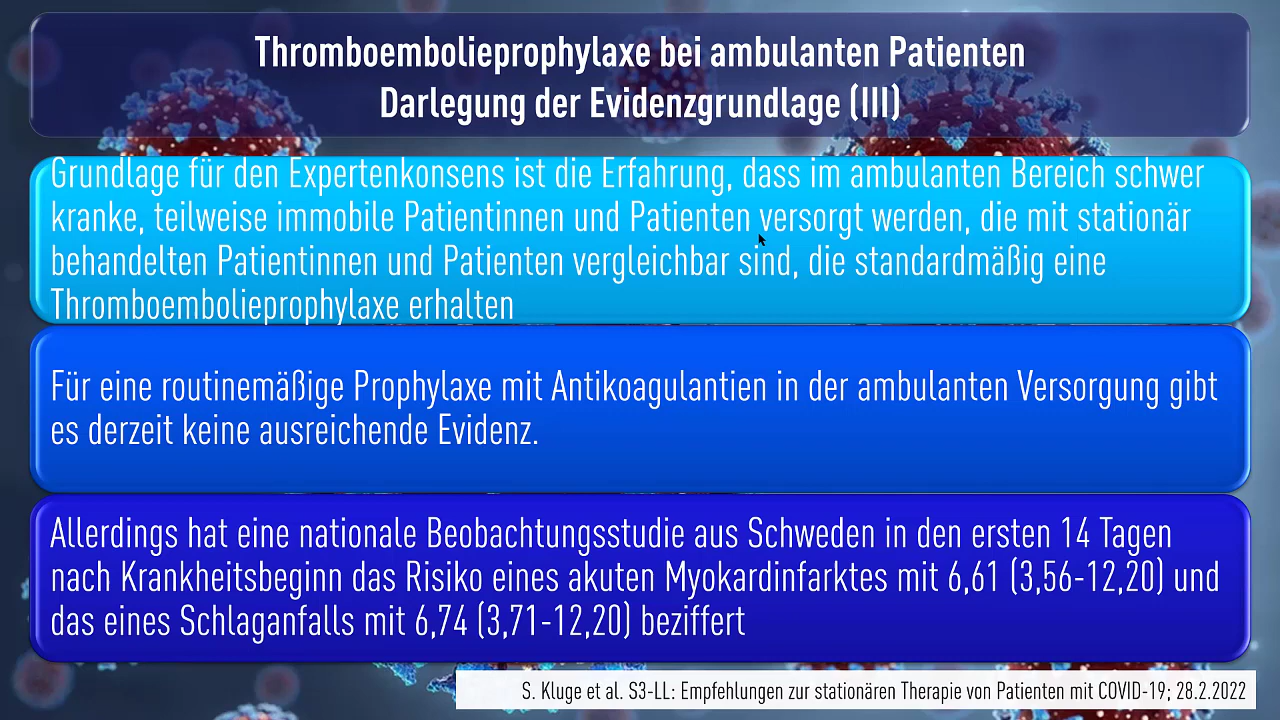 Thromboembolieprophylaxe bei ambulanten Patienten
Darlegung der Evidenzgrundlage (III)
Grundlage für den Expertenkonsens ist die Erfahrung, dass im ambulanten Bereich schwer
kranke, teilweise immobile Patientinnen und Patienten versorgt werden, die mit stationär
behandelten Patientinnen und Patienten vergleichbar sind, die standardmäßig eine
Thromboembolieprophylaxe erhalten
Für eine routinemäßige Prophylaxe mit Antikoagulantien in der ambulanten Versorgung gibt
es derzeit keine ausreichende Evidenz.
Allerdings hat eine nationale Beobachtungsstudie aus Schweden in den ersten 14 Tagen
nach Krankheitsbeginn das Risiko eines akuten Myokardinfarktes mit 6,61 (3,56-12,20) und
das eines Schlaganfalls mit 6,74 (3,71-12,20) beziffert
S. Kluge et al. S3-LL: Empfehlungen zur stationären Therapie von Patienten mit COVID-19; 28.2.2022